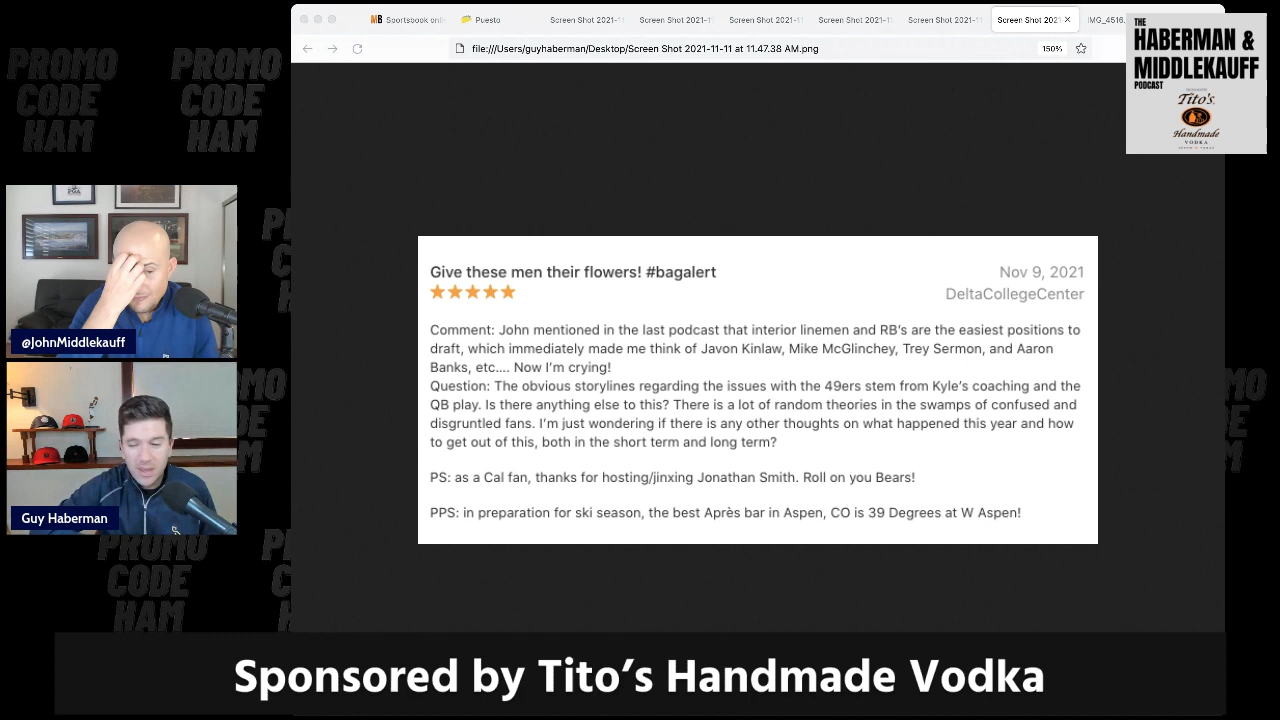 Soortsbook onli
Puesto
Screen Shot 2021-11
Screen Shot 2021-11
Screen Shot 2021-11
Screen Shot 2021-11
Screen Shot 2021-11
Screen Shot 2021
IMG_4516.
file:///Users/guyhaberman/Desktop/Screen Shot 2021-11-11 at 11.47.38 AM.png
150%
THE
HABERMAN &
MIDDLEKAUFF
PODCAST
Tito's
Handmade
VODKA
PROMO
CODE
HAM
PROMO
CODE
HAM
@JohnMiddlekauff
Guy Haberman
Give these men their flowers! #bagalert
Nov 9, 2021
DeltaCollegeCenter
Comment: John mentioned in the last podcast that interior linemen and RB's are the easiest positions to
draft, which immediately made me think of Javon Kinlaw, Mike McGlinchey, Trey Sermon, and Aaron
Banks, etc.... Now I'm crying!
Question: The obvious storylines regarding the issues with the 49ers stem from Kyle's coaching and the
QB play. Is there anything else to this? There is a lot of random theories in the swamps of confused and
disgruntled fans. I'm just wondering if there is any other thoughts on what happened this year and how
to get out of this, both in the short term and long term?
PS: as a Cal fan, thanks for hosting/jinxing Jonathan Smith. Roll on you Bears!
PPS: in preparation for ski season, the best Après bar in Aspen, CO is 39 Degrees at W Aspen!
PROMO
CODE
HAM
Sponsored by Tito's Handmade Vodka